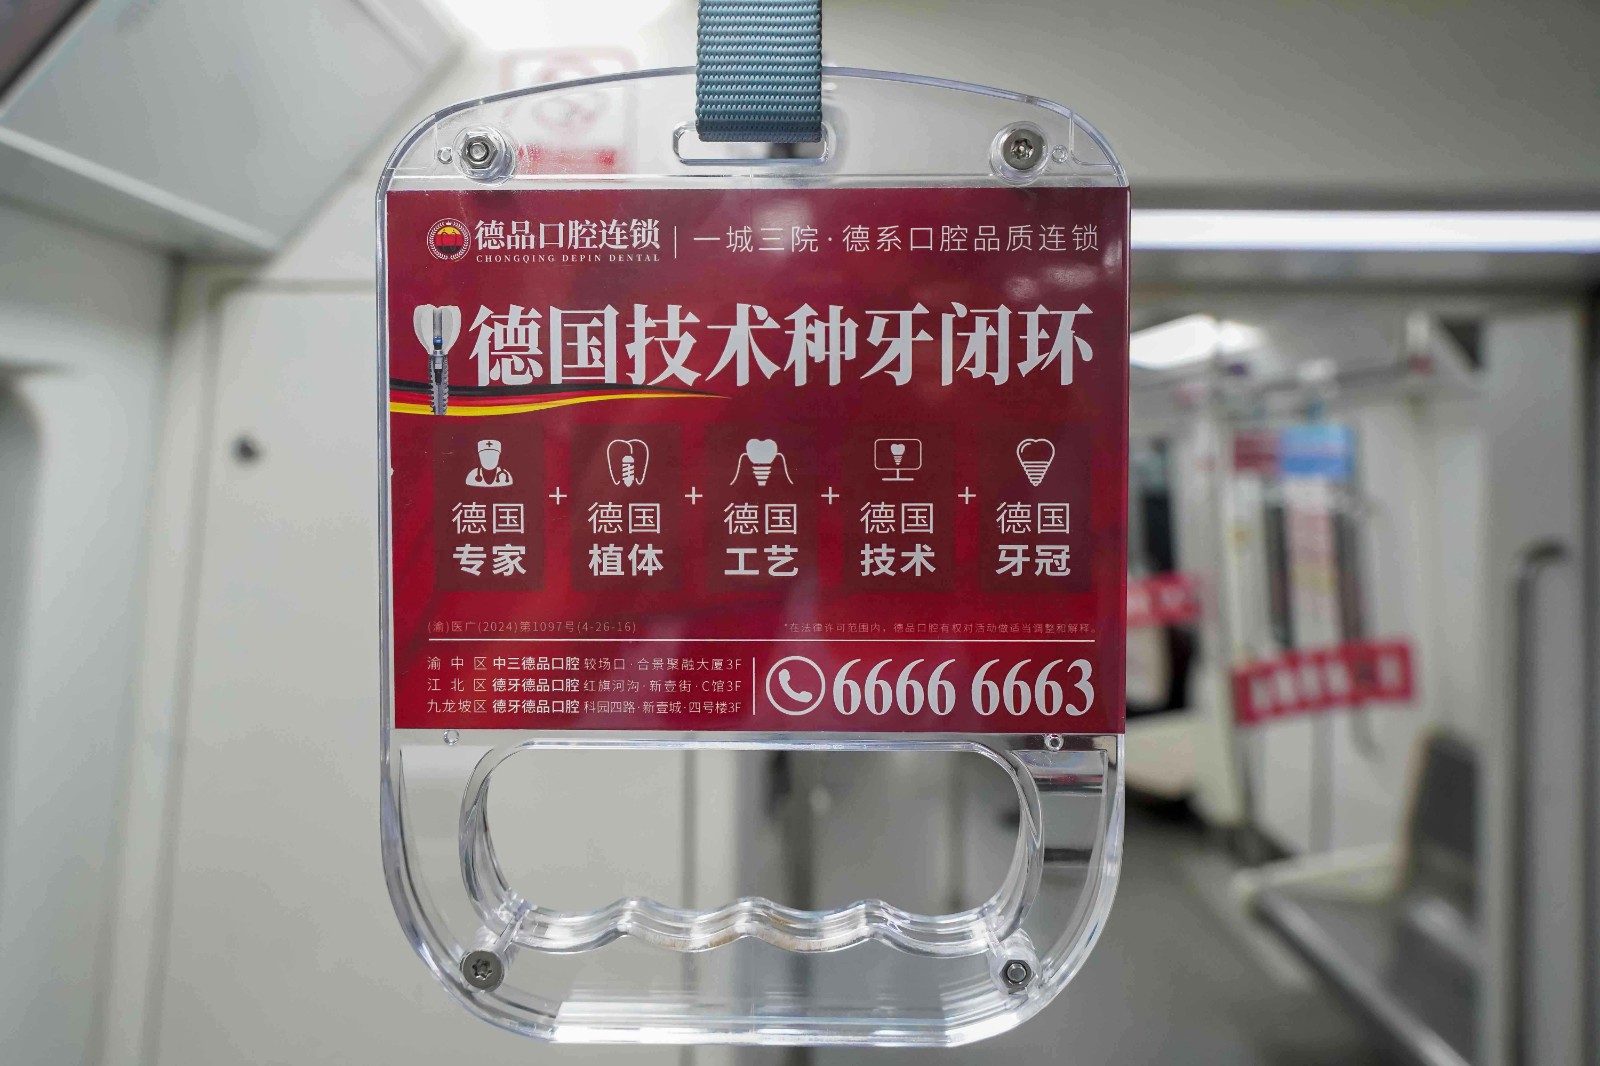 德品口腔连锁 | 一城三院·德系口腔品质连锁
CHONGQING DEPIN DENTAL
德国技术种牙闭环
德国专家 + 德国植体 + 德国工艺 + 德国技术 + 德国牙冠
(渝)医广(2024)第1097号(4-26-16)
*在法律许可范围内，德品口腔有权对活动做适当调整和解释。
渝中区 中三德品口腔 较场口·合景聚融大厦3F
江北区 德牙德品口腔 红旗河沟·新壹街·C馆3F
九龙坡区 德牙德品口腔 科园四路·新壹城·四号楼3F
6666 6663